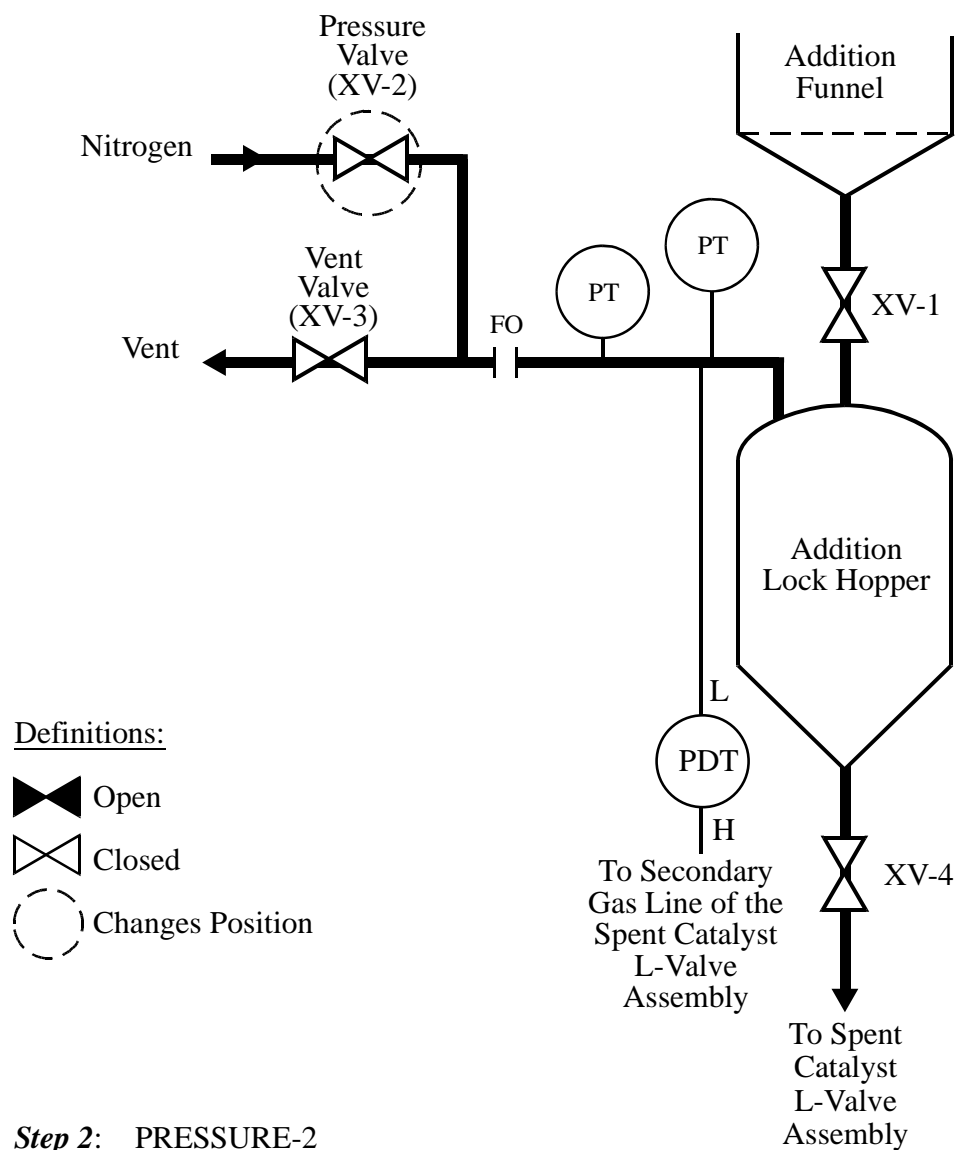 Pressure
Valve
(XV-2)
Addition
Funnel
Nitrogen
Vent
Valve
(XV-3)
PT
PT
XV-1
FO
Vent
Addition
Lock Hopper
L
PDT
H
Definitions:
Open
Closed
Changes Position
To Secondary
Gas Line of the
Spent Catalyst
L-Valve
Assembly
XV-4
To Spent
Catalyst
L-Valve
Assembly
Step 2: PRESSURE-2